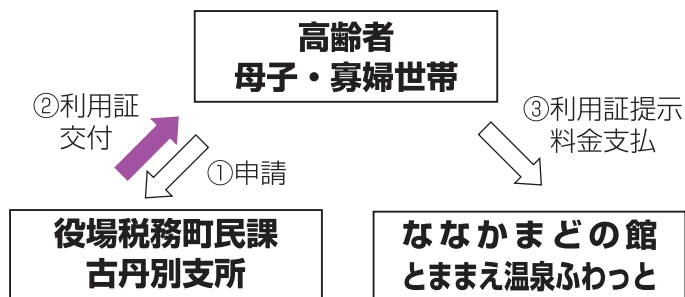 高齢者
母子・寡婦世帯
②利用証
交付
①申請
③利用証提示
料金支払
役場税務町民課
古丹別支所
ななかまどの館
とままえ温泉ふわっと